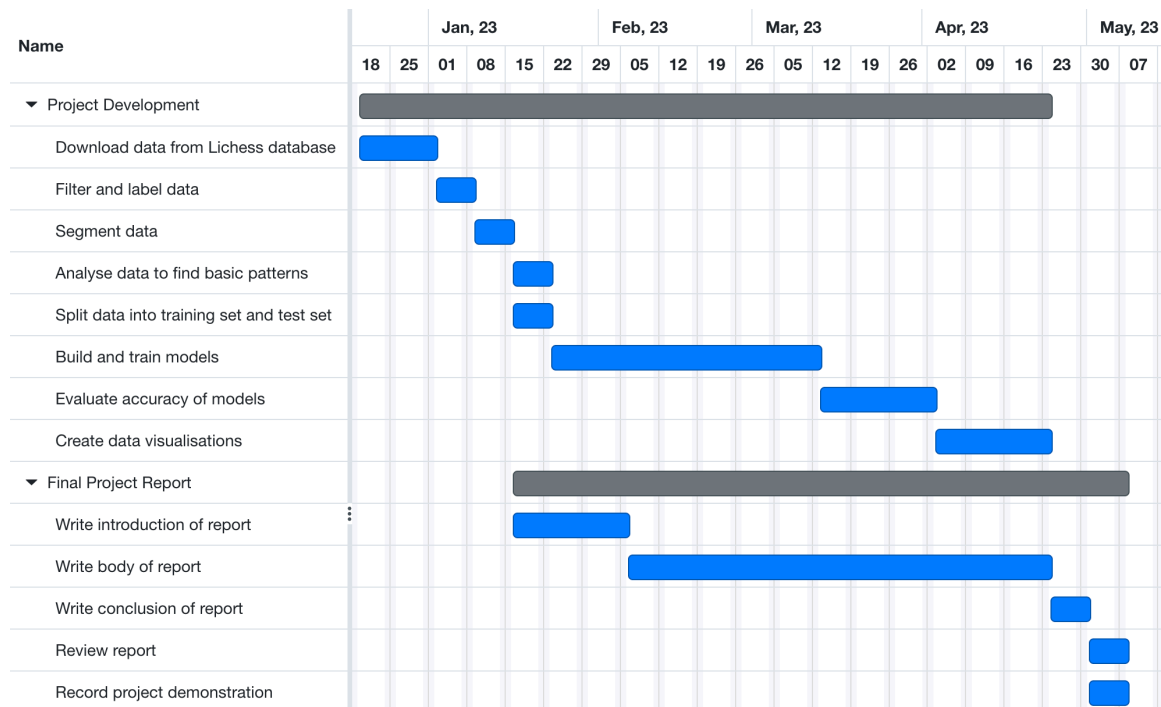 Name
Jan, 23 Feb, 23 Mar, 23 Apr, 23 May, 23
18 25 01 08 15 22 29 05 12 19 26 05 12 19 26 02 09 16 23 30 07
Project Development
Download data from Lichess database
Filter and label data
Segment data
Analyse data to find basic patterns
Split data into training set and test set
Build and train models
Evaluate accuracy of models
Create data visualisations
Final Project Report
Write introduction of report
Write body of report
Write conclusion of report
Review report
Record project demonstration